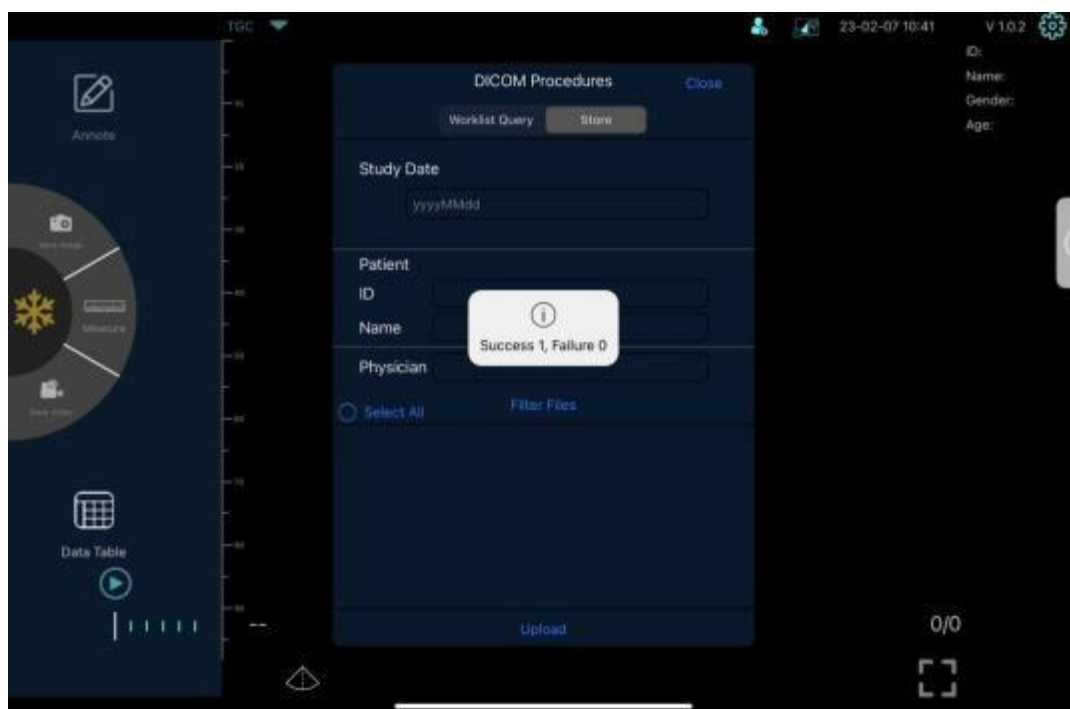 TGC
23-02-07 10:41
V 1.0.2
ID:
Name:
Gender:
Age:
Annote
DICOM Procedures
Close
Worklist Query
Store
Study Date
yyyyMMdd
Patient
ID
Name
Physician
Success 1, Failure 0
Select All
Filter Files
Measure
Data Table
--
Upload
0/0